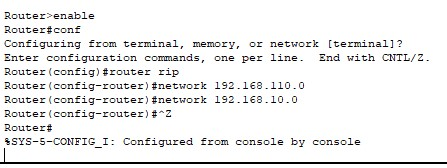 Router>enable
Router#conf
Configuring from terminal, memory, or network [terminal]?
Enter configuration commands, one per line.  End with CNTL/Z.
Router(config)#router rip
Router(config-router)#network 192.168.110.0
Router(config-router)#network 192.168.10.0
Router(config-router)#^Z
Router#
%SYS-5-CONFIG_I: Configured from console by console